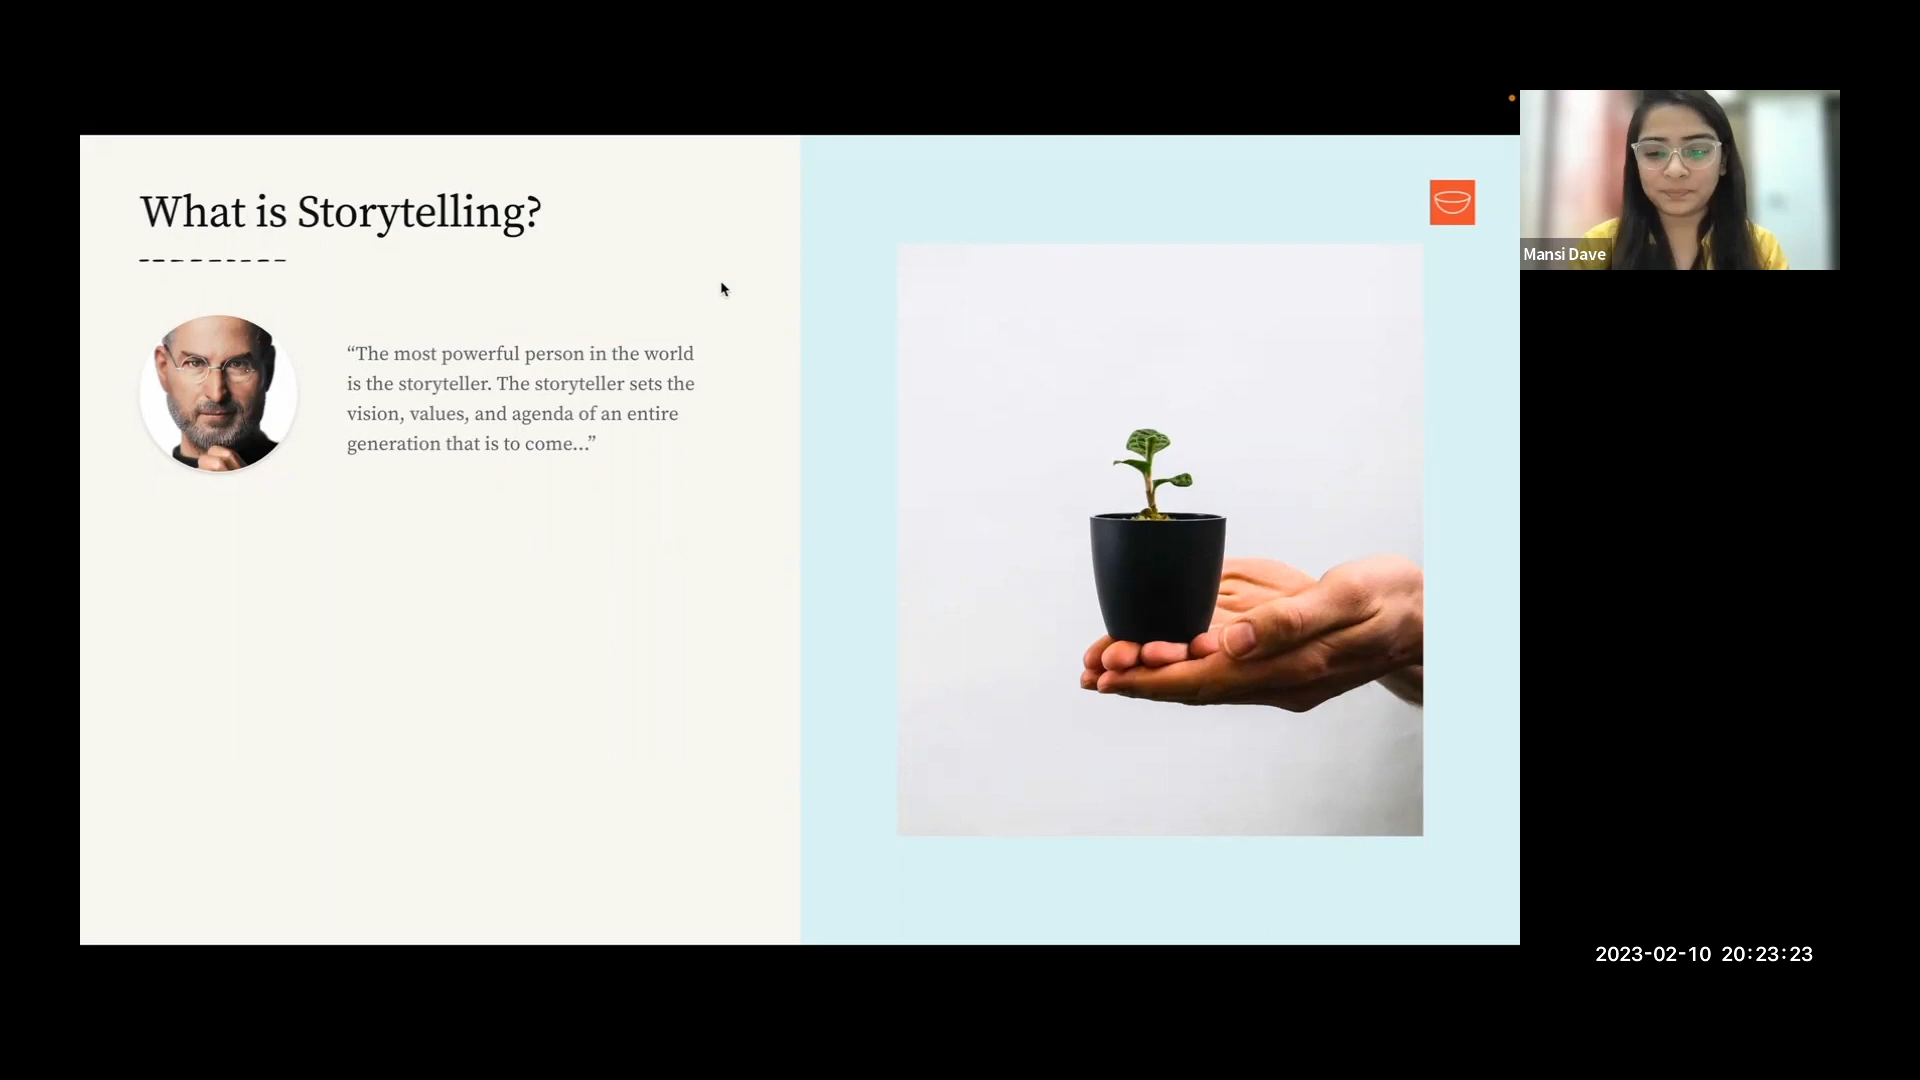 What is Storytelling?
“The most powerful person in the world
is the storyteller. The storyteller sets the
vision, values, and agenda of an entire
generation that is to come...”
Mansi Dave
2023-02-10 20:23:23